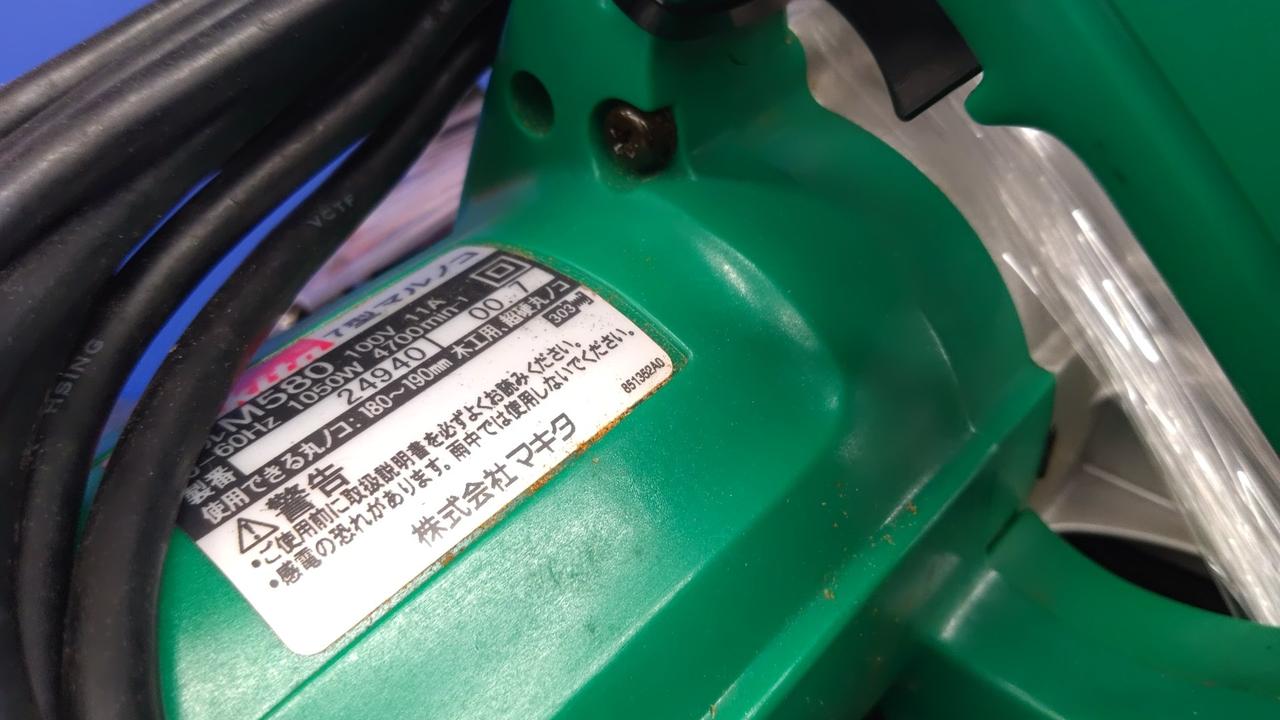 VCTF
HSING
7型マルノコ
M580 100V 11A
-60Hz 1050W 4700min⁻¹
製番 24940 00.7
使用できる丸ノコ: 180～190mm 木工用、超硬丸ノコ
303
警告
•ご使用前に取扱説明書を必ずよくお読みください。
•感電の恐れがあります。雨中では使用しないでください。
株式会社 マキタ
851352A0